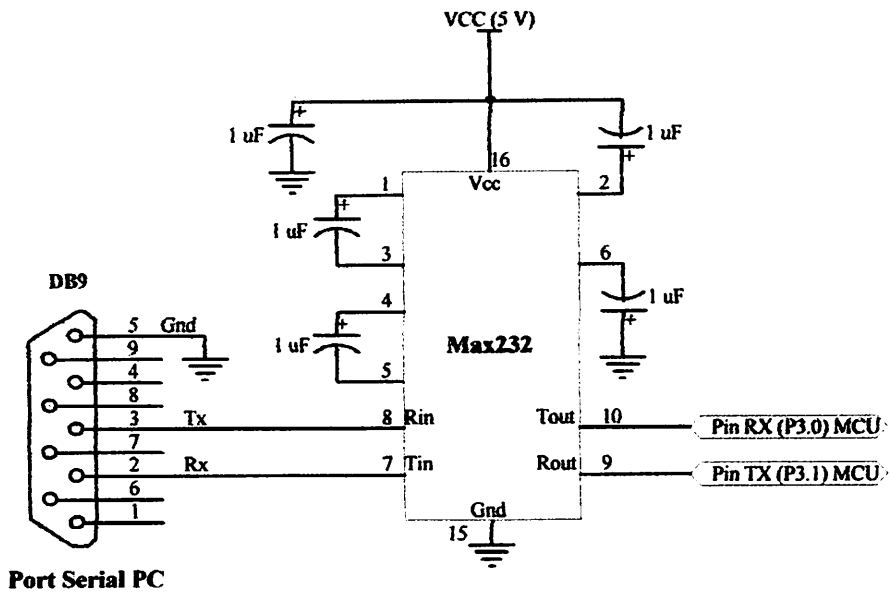 VCC (5 V)
1 uF
1 uF
16
Vcc
1
2
1 uF
3
6
1 uF
4
1 uF
5
Max232
DB9
5 Gnd
9
4
8
3 Tx 8 Rin Tout 10 Pin RX (P3.0) MCU
7
2 Rx 7 Tin Rout 9 Pin TX (P3.1) MCU
6
1
Gnd
15
Port Serial PC